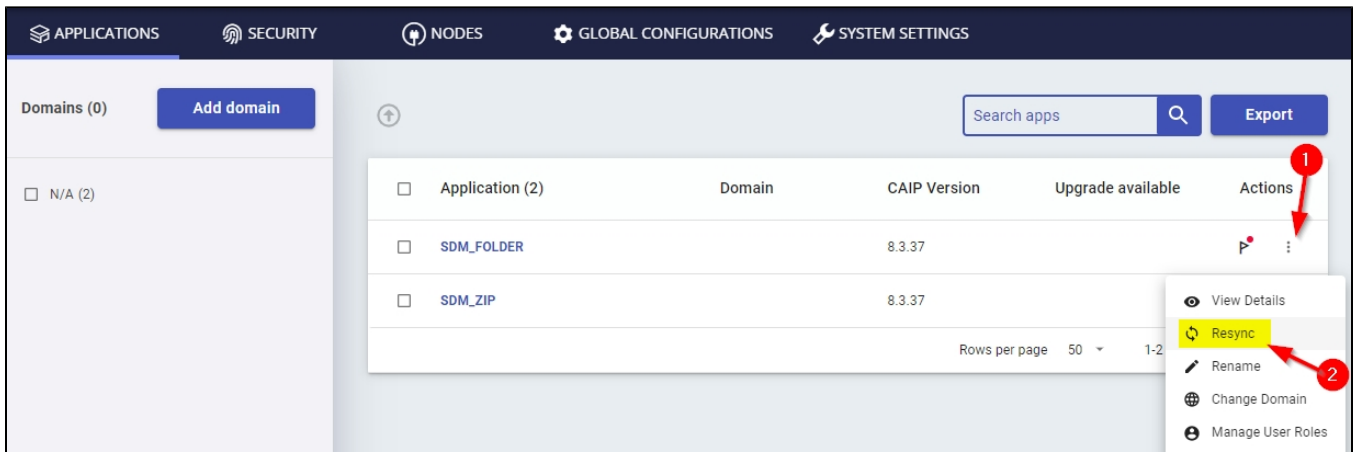 APPLICATIONS SECURITY NODES GLOBAL CONFIGURATIONS SYSTEM SETTINGS
Domains (0) Add domain
Search apps Export
1
N/A (2)
Application (2) Domain CAIP Version Upgrade available Actions
SDM_FOLDER 8.3.37
SDM_ZIP 8.3.37
View Details
Resync
Rows per page 50 1-2
Rename
2
Change Domain
Manage User Roles